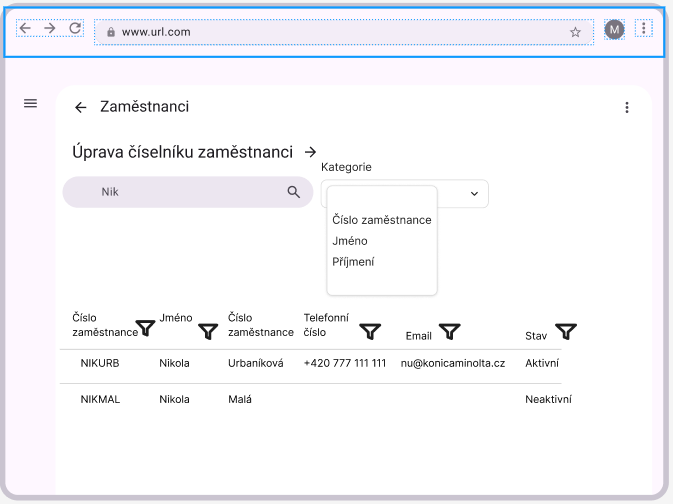 www.url.com
M
Zaměstnanci
Úprava číselníku zaměstnanci
Kategorie
Nik
Číslo zaměstnance
Jméno
Příjmení
Číslo zaměstnance Jméno Číslo zaměstnance Telefonní číslo Email Stav
NIKURB Nikola Urbaníková +420 777 111 111 nu@konicaminolta.cz Aktivní
NIKMAL Nikola Malá Neaktivní